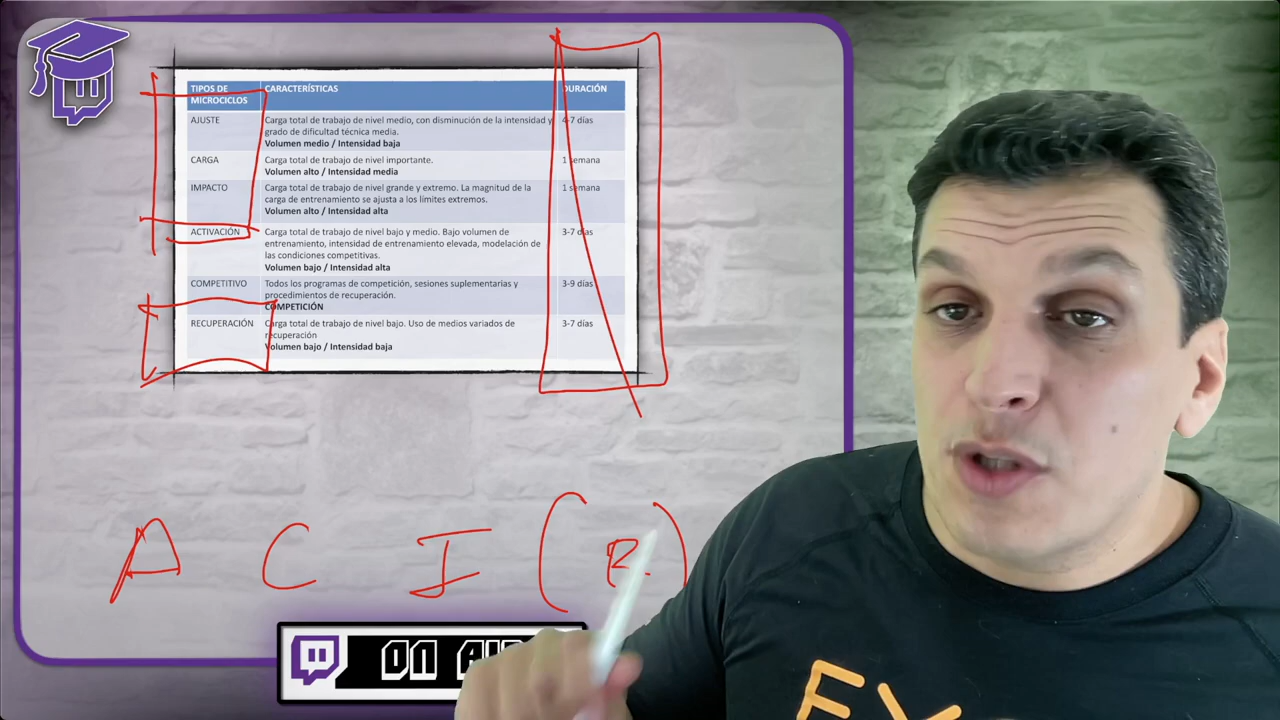 TIPOS DE MICROCICLOS CARACTERÍSTICAS DURACIÓN
AJUSTE
Carga total de trabajo de nivel medio, con disminución de la intensidad y
grado de dificultad técnica media.
Volumen medio / Intensidad baja
4-7 días
CARGA
Carga total de trabajo de nivel importante.
Volumen alto / Intensidad media
1 semana
IMPACTO
Carga total de trabajo de nivel grande y extremo. La magnitud de la
carga de entrenamiento se ajusta a los límites extremos.
Volumen alto / Intensidad alta
1 semana
ACTIVACIÓN
Carga total de trabajo de nivel bajo y medio. Bajo volumen de
entrenamiento, intensidad de entrenamiento elevada, modelación de
las condiciones competitivas.
Volumen bajo / Intensidad alta
3-7 días
COMPETITIVO
Todos los programas de competición, sesiones suplementarias y
procedimientos de recuperación.
COMPETICIÓN
3-9 días
RECUPERACIÓN
Carga total de trabajo de nivel bajo. Uso de medios variados de
recuperación
Volumen bajo / Intensidad baja
3-7 días
A C I (R)
ON